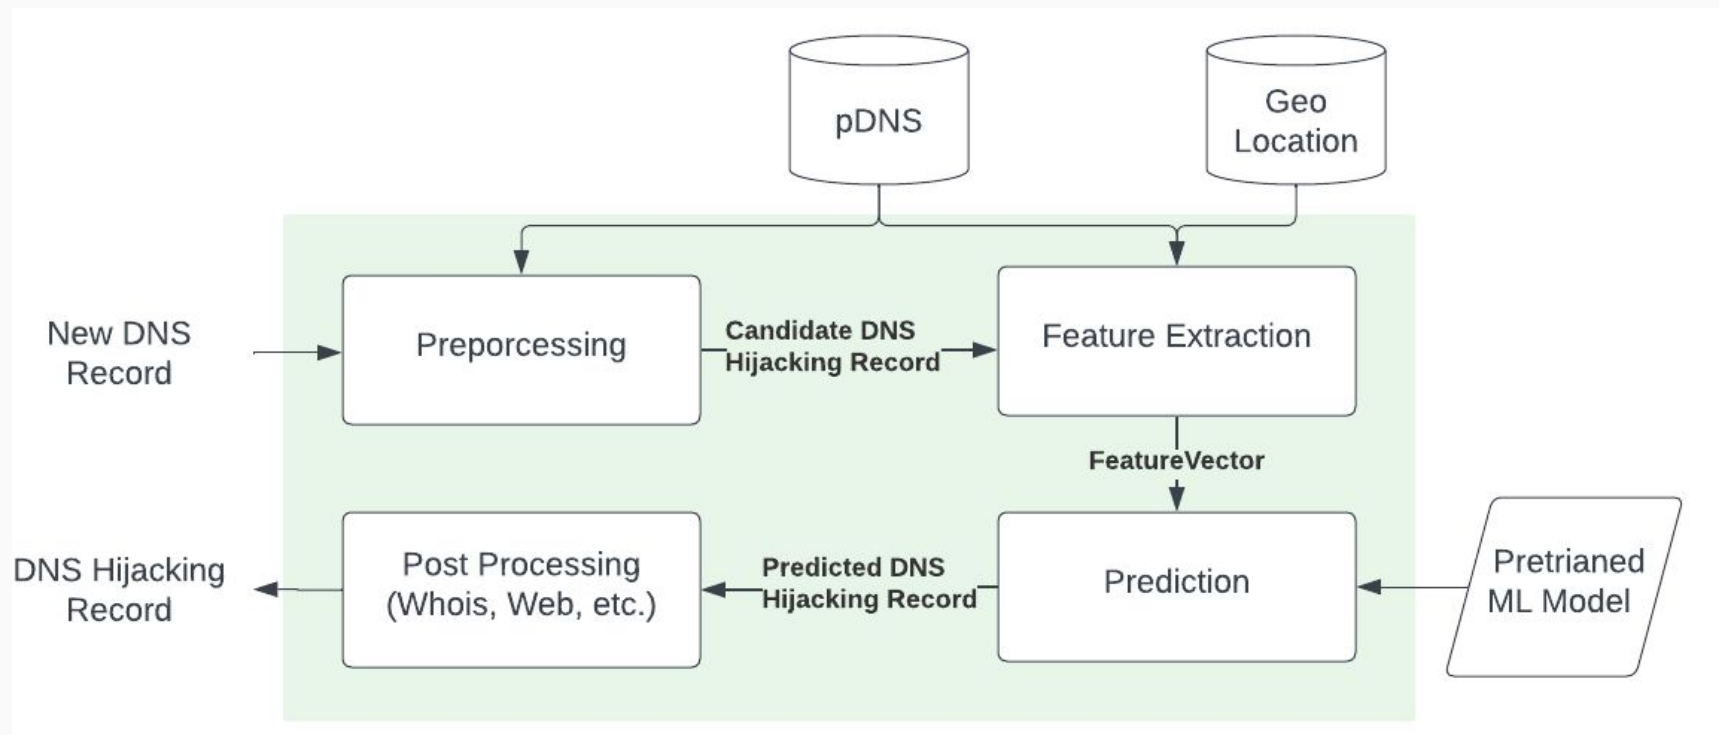 pDNS
Geo
Location
New DNS
Record
Preporcessing
Candidate DNS
Hijacking Record
Feature Extraction
FeatureVector
DNS Hijacking
Record
Post Processing
(Whois, Web, etc.)
Predicted DNS
Hijacking Record
Prediction
Pretrianed
ML Model